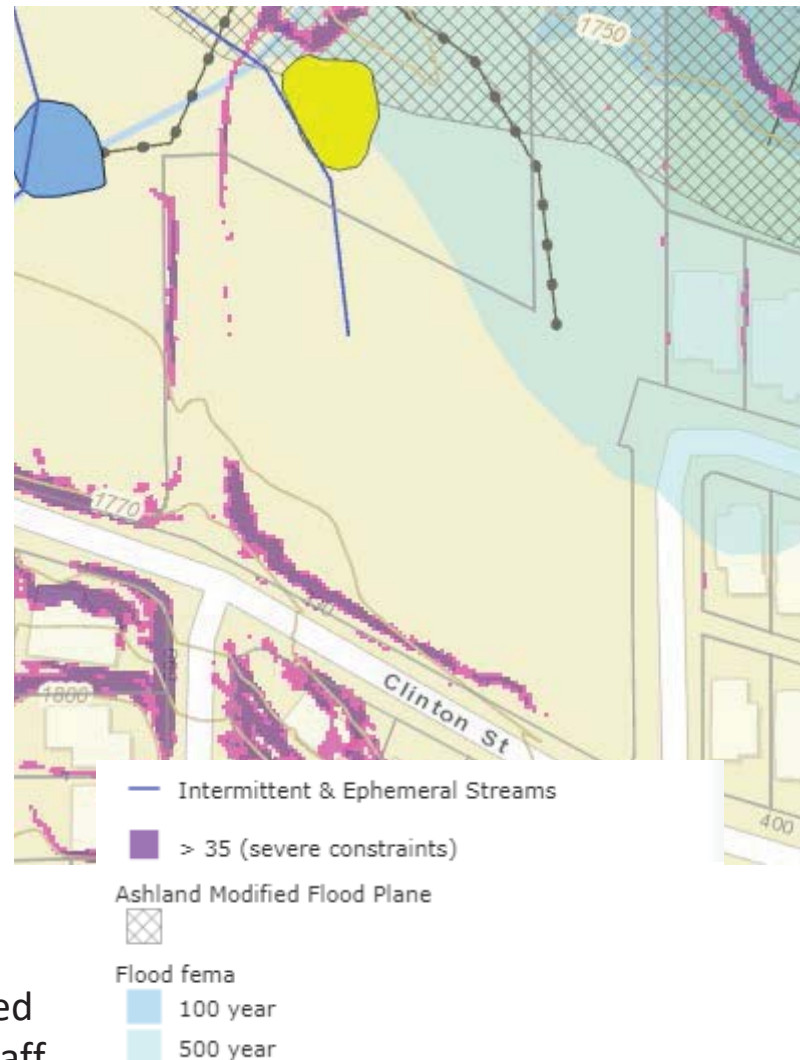 1750
1770
1800
Clinton St
400
Intermittent & Ephemeral Streams
> 35 (severe constraints)
Ashland Modified Flood Plane
Flood fema
100 year
ed
500 year
aff